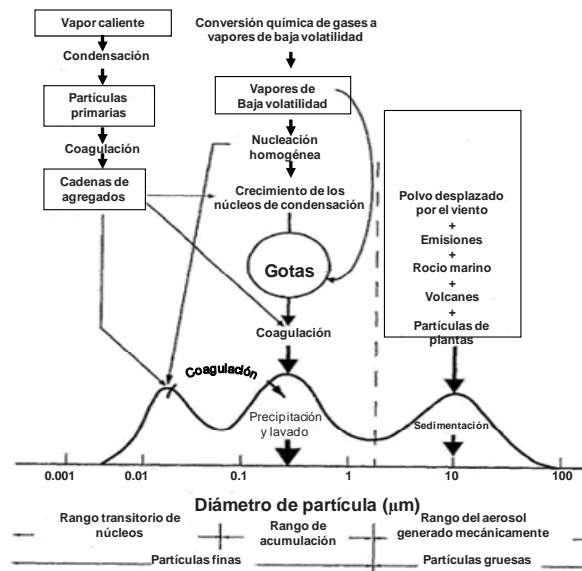 Vapor caliente
Condensación
Partículas
primarias
Coagulación
Cadenas de
agregados
Conversión química de gases a
vapores de baja volatilidad
Vapores de
Baja volatilidad
Nucleación
homogénea
Crecimiento de los
núcleos de condensación
Gotas
Coagulación
Polvo desplazado
por el viento
+
Emisiones
+
Rocio marino
+
Volcanes
+
Partículas de
plantas
Coagulación
Precipitación
y lavado
Sedimentación
0.001
0.01
0.1
1
10
100
Diámetro de partícula (μm)
Rango transitorio de
núcleos
Rango de
acumulación
Rango del aerosol
generado mecánicamente
Partículas finas
Partículas gruesas